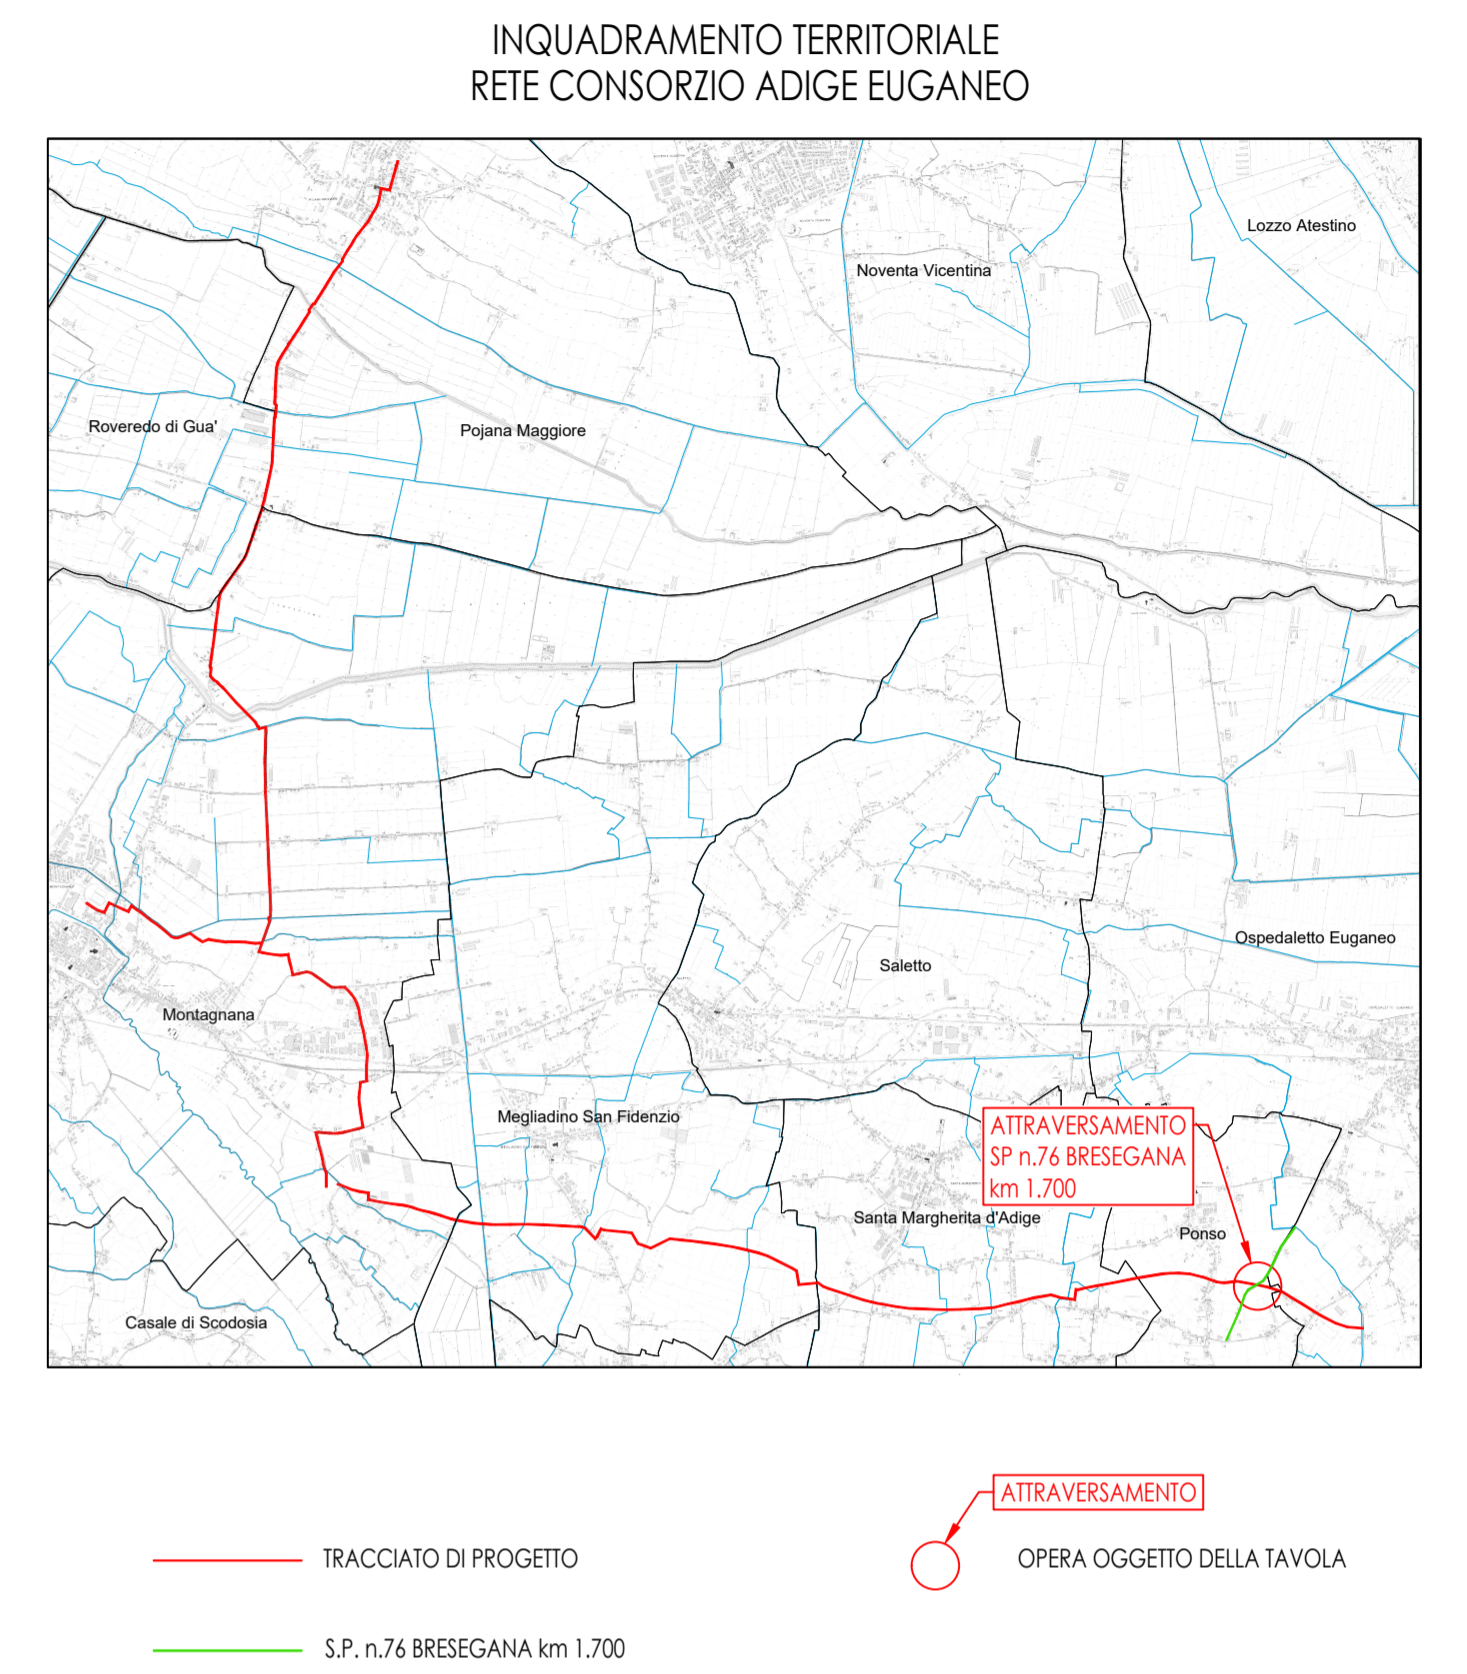 INQUADRAMENTO TERRITORIALE
RETE CONSORZIO ADIGE EUGANEO
Lozzo Atestino
Noventa Vicentina
Roveredo di Gua'
Pojana Maggiore
Ospedaletto Euganeo
Saletto
Montagnana
Megliadino San Fidenzio
ATTRAVERSAMENTO
SP n.76 BRESEGANA
km 1.700
Santa Margherita d'Adige
Ponso
Casale di Scodosia
ATTRAVERSAMENTO
TRACCIATO DI PROGETTO
OPERA OGGETTO DELLA TAVOLA
S.P. n.76 BRESEGANA km 1.700